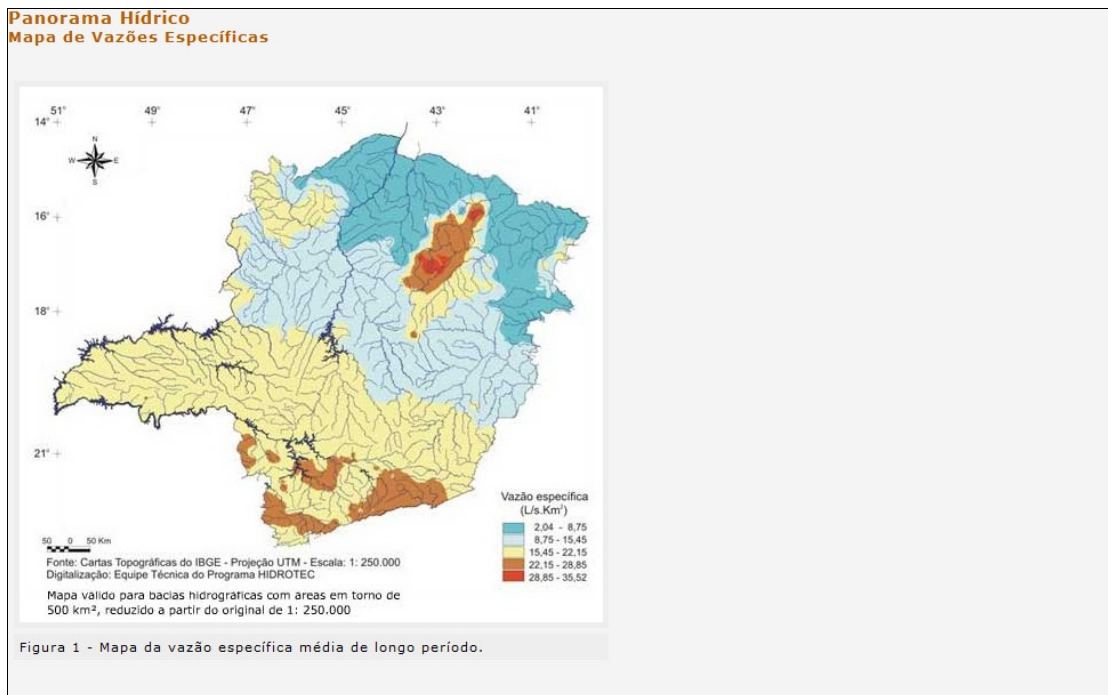 Panorama Hídrico
Mapa de Vazões Específicas
51° 49° 47° 45° 43° 41°
14°
N
W E
S
16°
18°
21°
Vazão específica
(L/s.Km²)
2,04 - 8,75
8,75 - 15,45
15,45 - 22,15
22,15 - 28,85
28,85 - 35,52
50 0 50 Km
Fonte: Cartas Topográficas do IBGE - Projeção UTM - Escala: 1: 250.000
Digitalização: Equipe Técnica do Programa HIDROTEC
Mapa válido para bacias hidrográficas com áreas em torno de
500 km², reduzido a partir do original de 1: 250.000
Figura 1 - Mapa da vazão específica média de longo período.